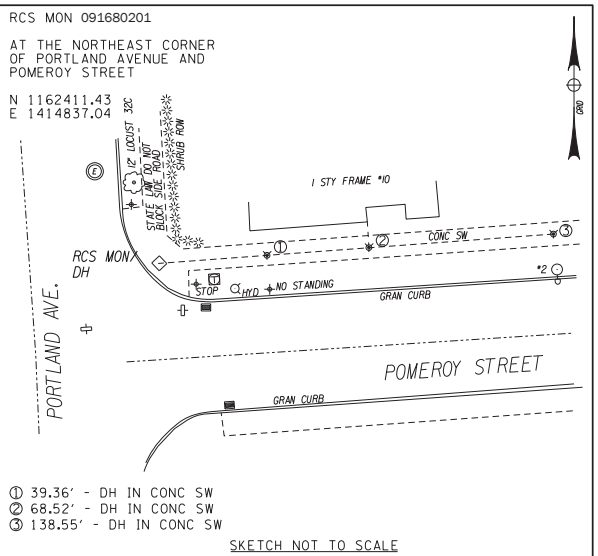 RCS MON 091680201
AT THE NORTHEAST CORNER
OF PORTLAND AVENUE AND
POMEROY STREET
N 1162411.43
E 1414837.04
GRID
E
12" LOCUST 32C
STATE LAW DO NOT
BLOCK SIDE ROAD
SHRUB ROW
1 STY FRAME #10
1
2
CONC SW
3
RCS MON/
DH
T
STOP
HYD
NO STANDING
#2
GRAN CURB
PORTLAND AVE.
POMEROY STREET
GRAN CURB
① 39.36' - DH IN CONC SW
② 68.52' - DH IN CONC SW
③ 138.55' - DH IN CONC SW
SKETCH NOT TO SCALE